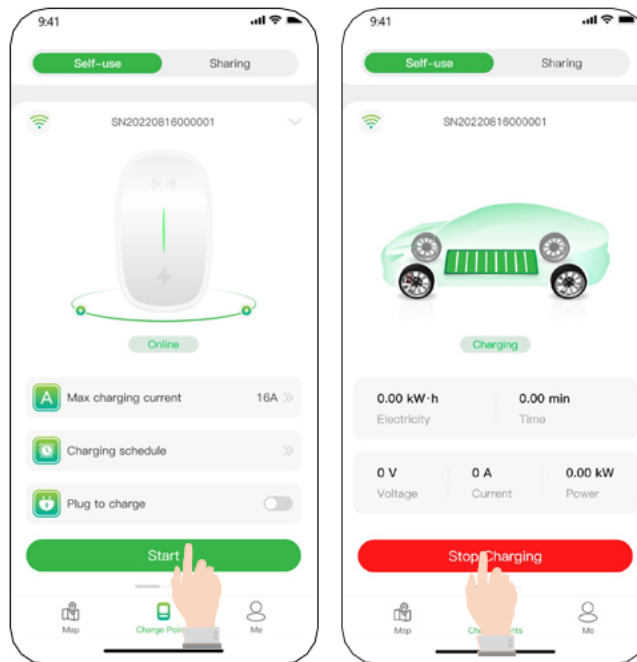 9:41
Self-use
Sharing
SN20220816000001
Online
A
Max charging current
16A
Charging schedule
Plug to charge
Start
Map
Charge Poin
Me
9:41
Self-use
Sharing
SN20220816000001
Charging
0.00 kW·h
0.00 min
Electricity
Time
0 V
0 A
0.00 kW
Voltage
Current
Power
Stop Charging
Map
Me